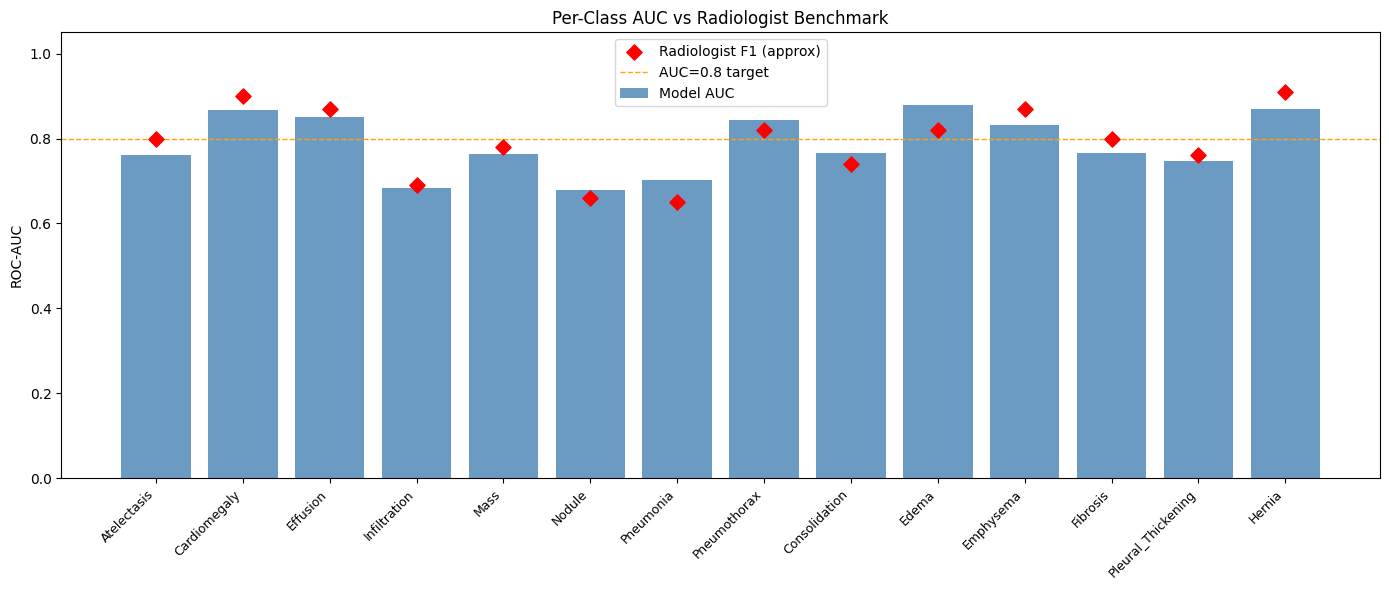 Per-Class AUC vs Radiologist Benchmark
Radiologist F1 (approx)
AUC=0.8 target
Model AUC
ROC-AUC
1.0
0.8
0.6
0.4
0.2
0.0
Atelectasis
Cardiomegaly
Effusion
Infiltration
Mass
Nodule
Pneumonia
Pneumothorax
Consolidation
Edema
Emphysema
Fibrosis
Pleural_Thickening
Hernia